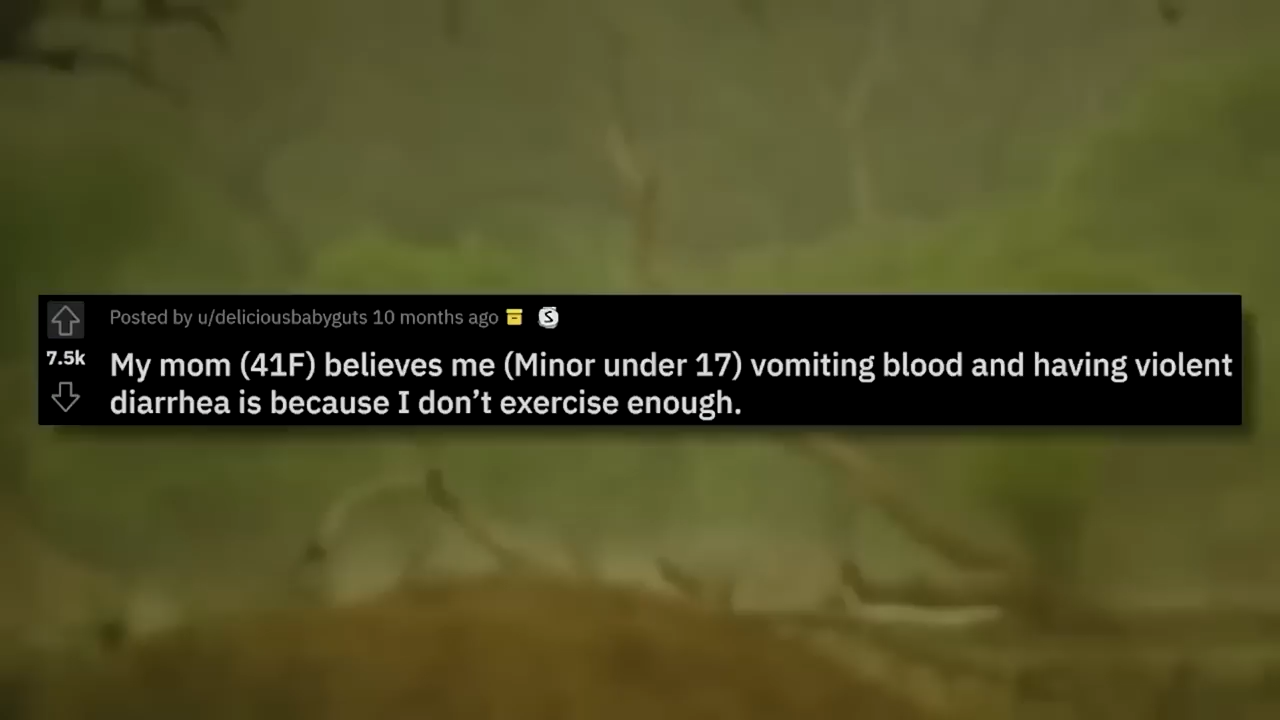 Posted by u/deliciousbabyguts 10 months ago
7.5k
My mom (41F) believes me (Minor under 17) vomiting blood and having violent
diarrhea is because I don’t exercise enough.